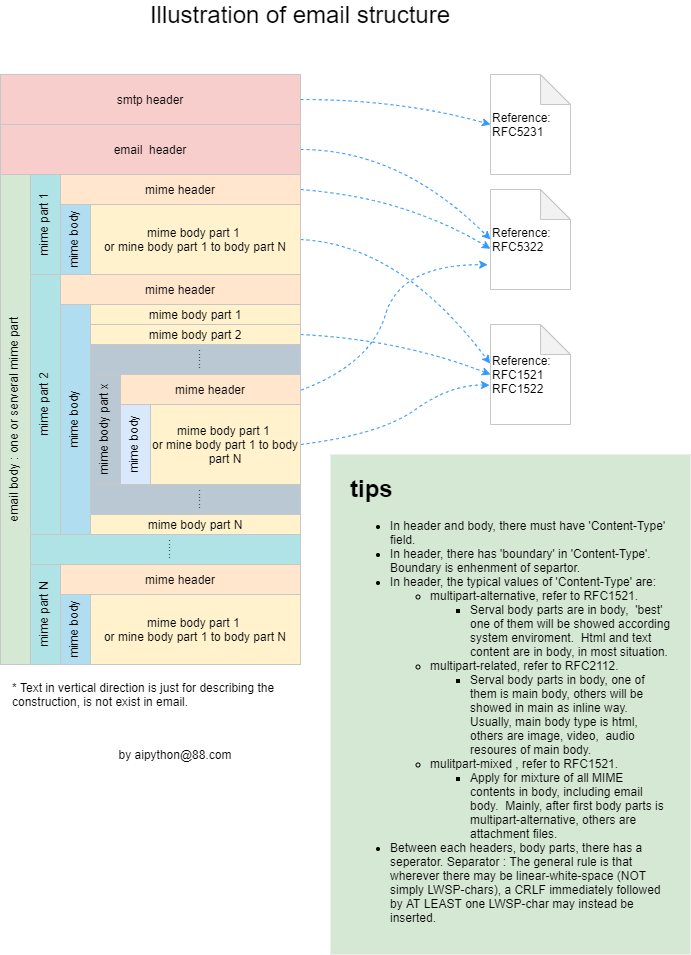 Illustration of email structure
smtp header
email  header
email body : one or serveral mime part
mime part 1
mime header
mime body
mime body part 1
or mine body part 1 to body part N
mime part 2
mime header
mime body
mime body part 1
mime body part 2
......
mime body part x
mime header
mime body
mime body part 1
or mime body part 1 to body
part N
......
mime body part N
......
mime part N
mime header
mime body
mime body part 1
or mime body part 1 to body part N
* Text in vertical direction is just for describing the
construction, is not exist in email.
by aipython@88.com
Reference:
RFC5231
Reference:
RFC5322
Reference:
RFC1521
RFC1522
tips
In header and body, there must have 'Content-Type'
field.
In header, there has 'boundary' in 'Content-Type'.
Boundary is enhenment of separtor.
In header, the typical values of 'Content-Type' are:
multipart-alternative, refer to RFC1521.
Serval body parts are in body,  'best'
one of them will be showed according
system enviroment.  Html and text
content are in body, in most situation.
multipart-related, refer to RFC2112.
Serval body parts in body, one of
them is main body, others will be
showed in main as inline way.
Usually, main body type is html,
others are image, video,  audio
resoures of main body.
mulitpart-mixed , refer to RFC1521.
Apply for mixture of all MIME
contents in body, including email
body.  Mainly, after first body parts is
multipart-alternative, others are
attachment files.
Between each headers, body parts, there has a
seperator. Separator : The general rule is that
wherever there may be linear-white-space (NOT
simply LWSP-chars), a CRLF immediately followed
by AT LEAST one LWSP-char may instead be
inserted.